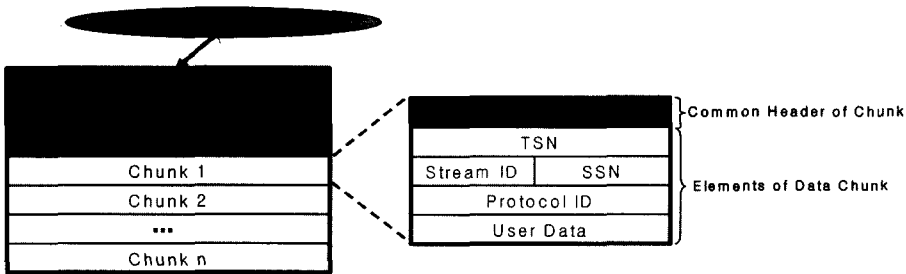 Common Header of Chunk
TSN
Chunk 1
Stream ID
SSN
Elements of Data Chunk
Chunk 2
Protocol ID
...
User Data
Chunk n